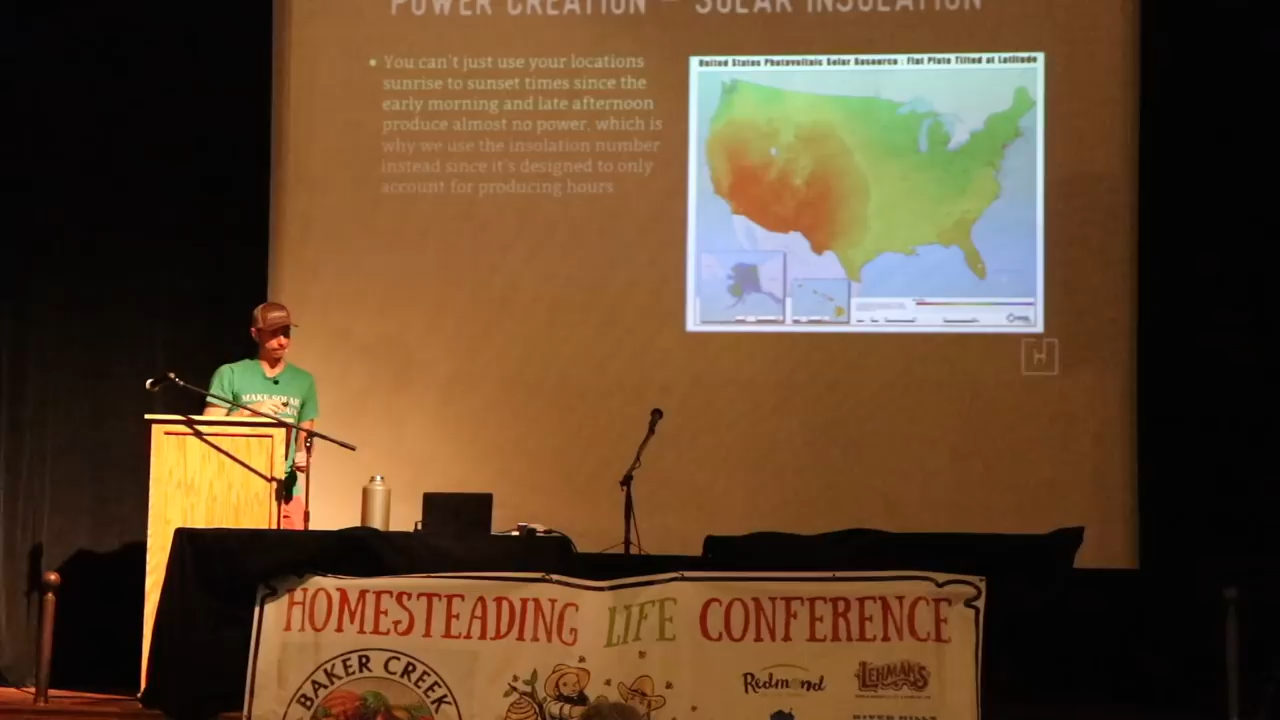 POWER CREATION – SOLAR INSOLATION
• You can't just use your locations
sunrise to sunset times since the
early morning and late afternoon
produce almost no power, which is
why we use the insolation number
instead since it's designed to only
account for producing hours
United States Photovoltaic Solar Resource : Flat Plate Tilted at Latitude
H
MAKE SOLAR
HOMESTEADING LIFE CONFERENCE
BAKER CREEK
Redmond
LEHMAN'S